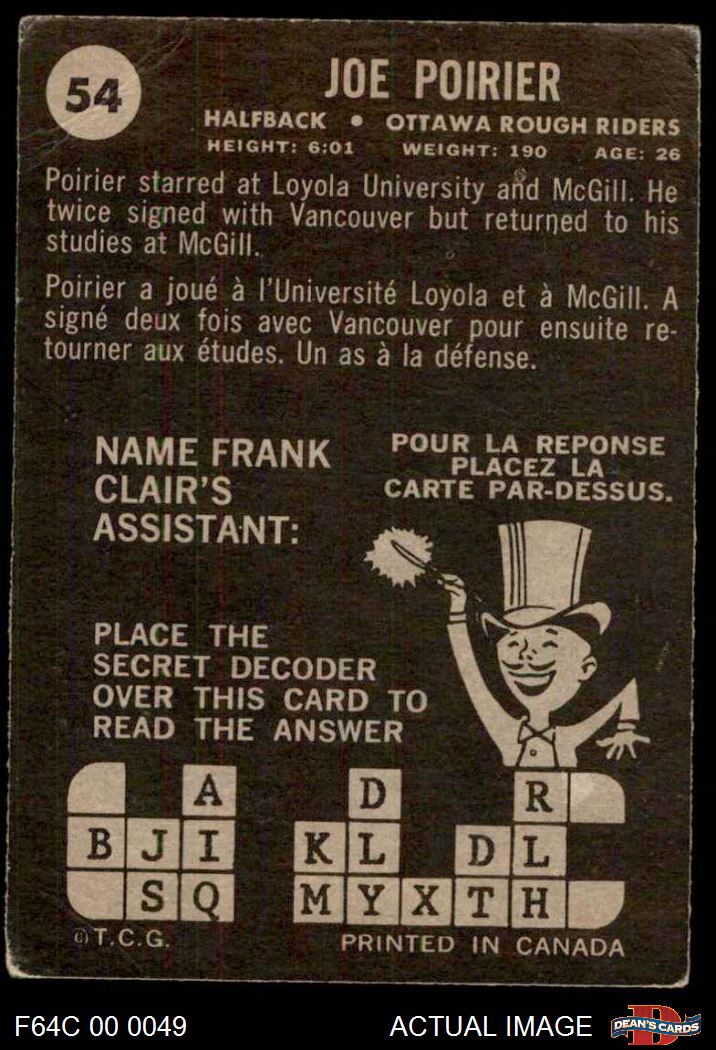 54
JOE POIRIER
HALFBACK • OTTAWA ROUGH RIDERS
HEIGHT: 6:01 WEIGHT: 190 AGE: 26
Poirier starred at Loyola University and McGill. He
twice signed with Vancouver but returned to his
studies at McGill.
Poirier a joué à l'Université Loyola et à McGill. A
signé deux fois avec Vancouver pour ensuite re-
tourner aux études. Un as à la défense.
NAME FRANK
CLAIR'S
ASSISTANT:
POUR LA REPONSE
PLACEZ LA
CARTE PAR-DESSUS.
PLACE THE
SECRET DECODER
OVER THIS CARD TO
READ THE ANSWER
A D R
B J I K L D L
S Q M Y X T H
© T.C.G.
PRINTED IN CANADA
F64C 00 0049
ACTUAL IMAGE
D
DEAN'S CARDS